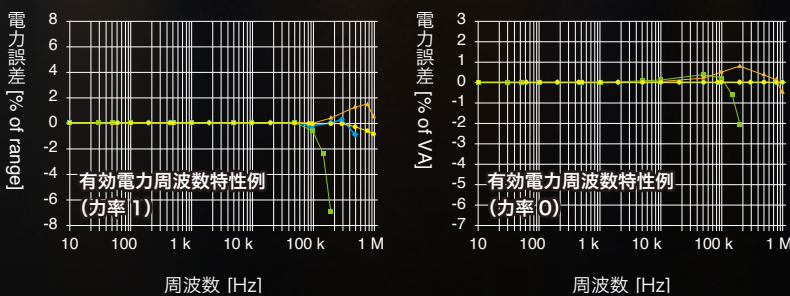 電力誤差 [% of range]
8
6
4
2
0
-2
-4
-6
-8
有効電力周波数特性例
(力率 1)
10
100
1 k
10 k
100 k
1 M
周波数 [Hz]
電力誤差 [% of VA]
3
2
1
0
-1
-2
-3
-4
-5
-6
-7
有効電力周波数特性例
(力率 0)
10
100
1 k
10 k
100 k
1 M
周波数 [Hz]